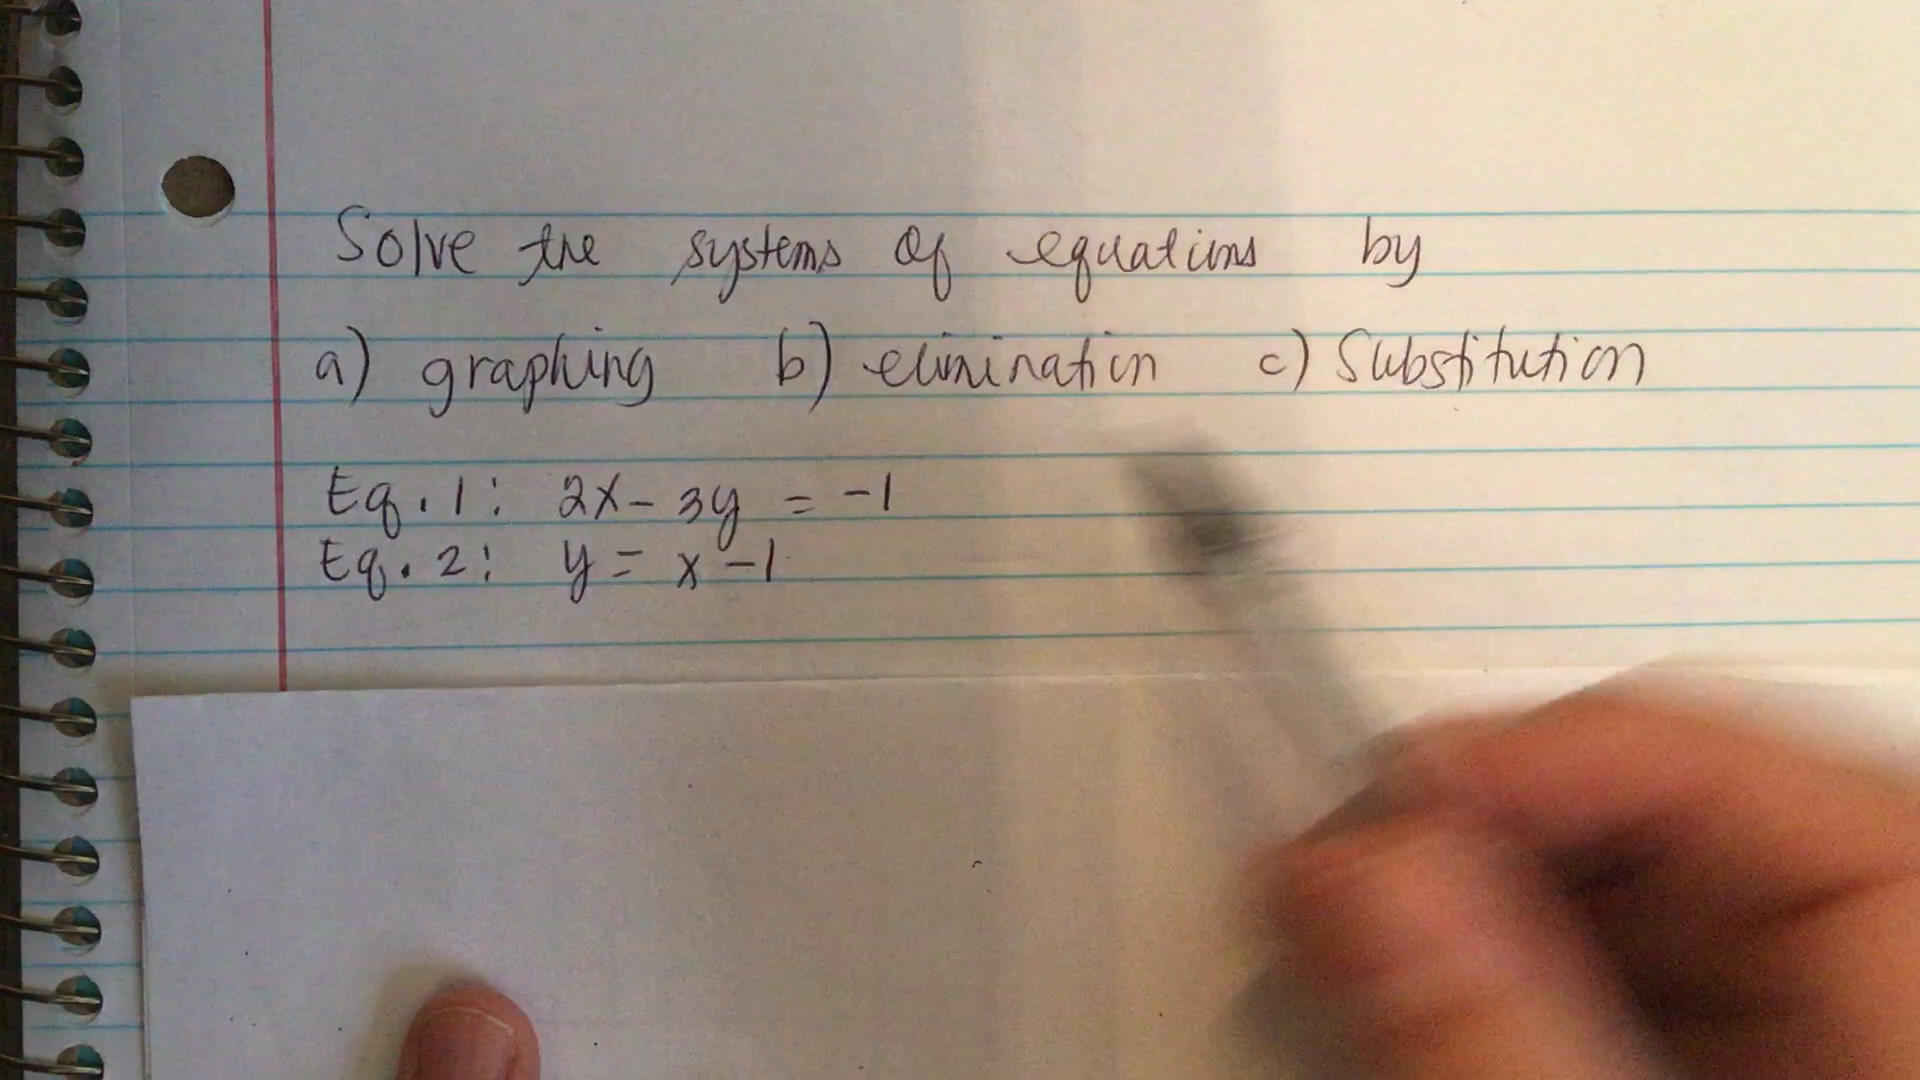 Solve the systems of equations by
a) graphing b) elimination c) Substitution
Eq. 1: 2x - 3y = -1
Eq. 2: y = x - 1